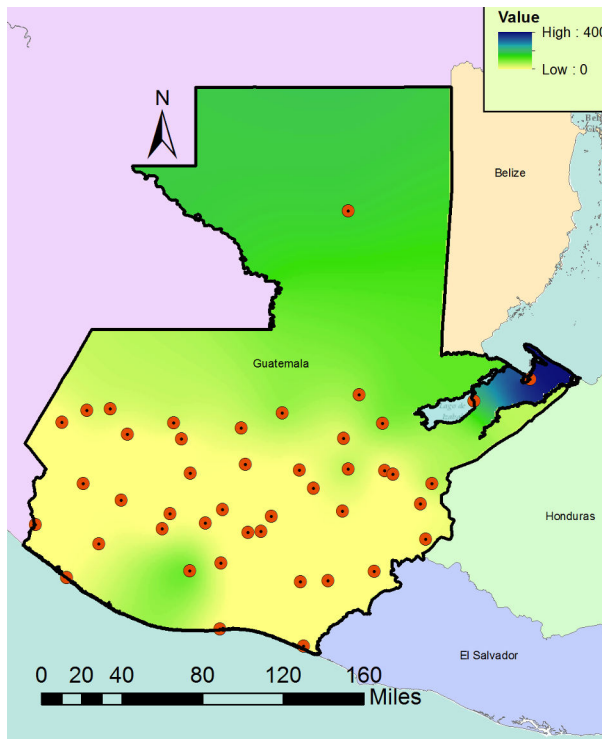 Value
High : 400
Low : 0
N
Belize
Guatemala
Honduras
El Salvador
0 20 40 80 120 160
Miles